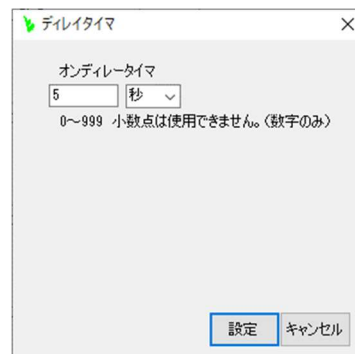 ディレイタイマ
オンディレータイマ
5 秒
0～999 小数点は使用できません。(数字のみ)
設定 キャンセル